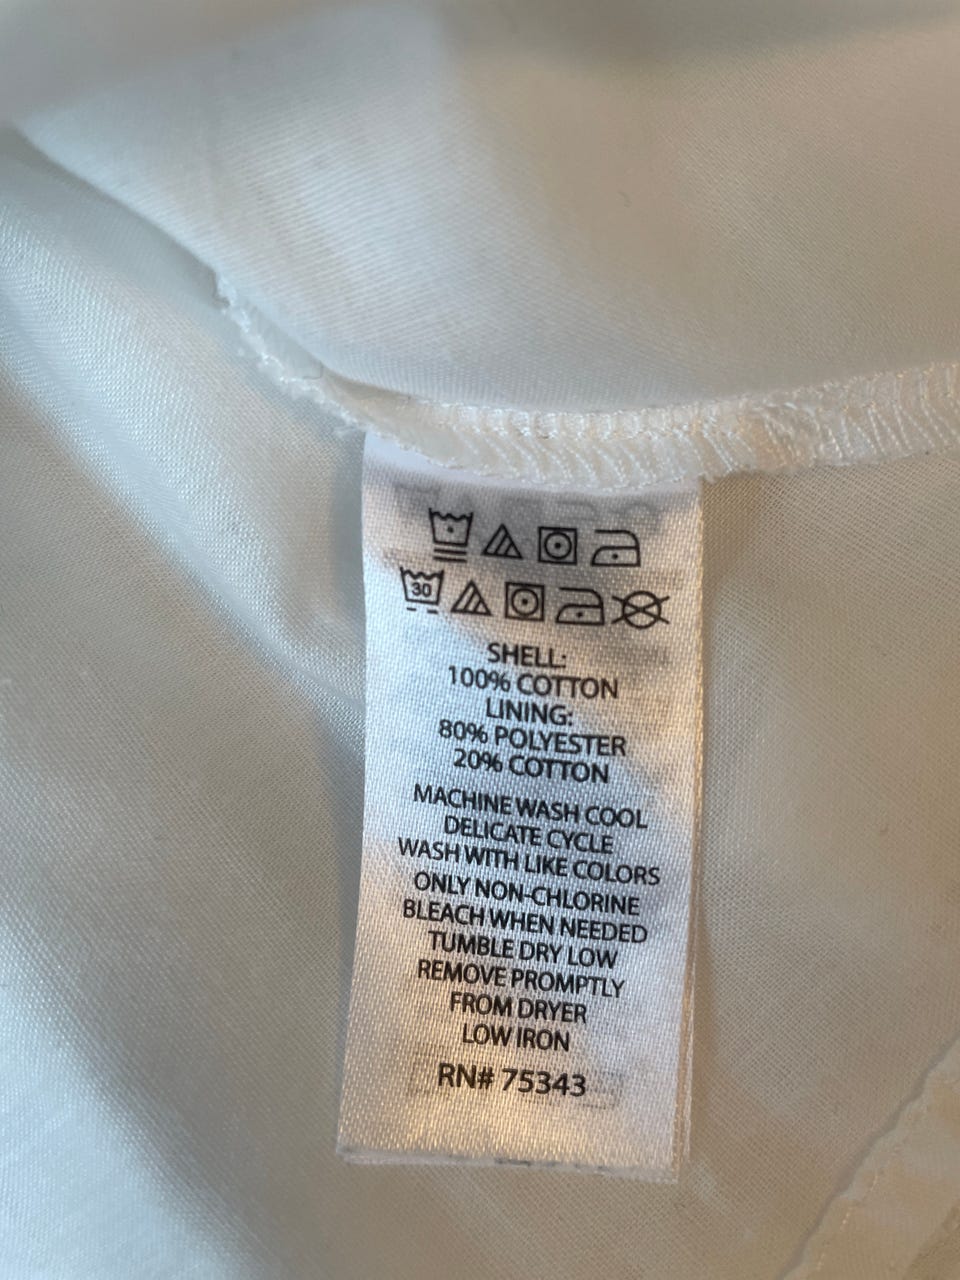 30
SHELL:
100% COTTON
LINING:
80% POLYESTER
20% COTTON
MACHINE WASH COOL
DELICATE CYCLE
WASH WITH LIKE COLORS
ONLY NON-CHLORINE
BLEACH WHEN NEEDED
TUMBLE DRY LOW
REMOVE PROMPTLY
FROM DRYER
LOW IRON
RN# 75343